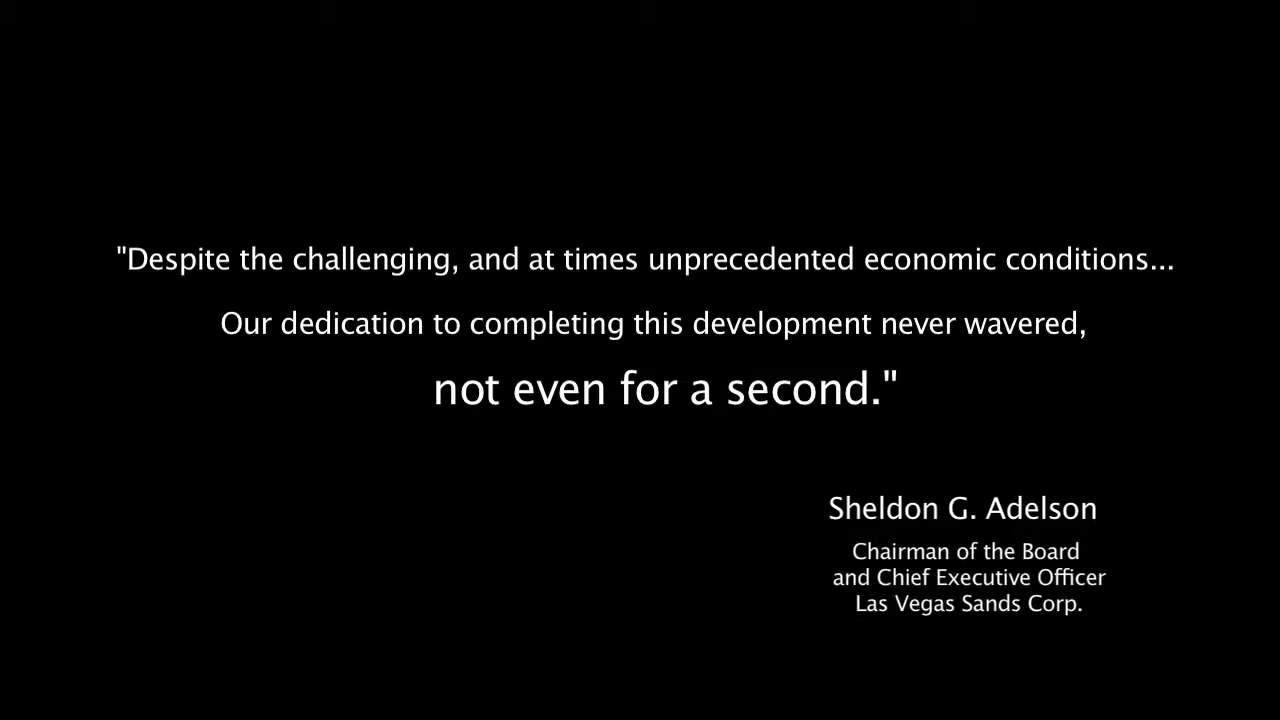 "Despite the challenging, and at times unprecedented economic conditions...
Our dedication to completing this development never wavered,
not even for a second."
Sheldon G. Adelson
Chairman of the Board
and Chief Executive Officer
Las Vegas Sands Corp.